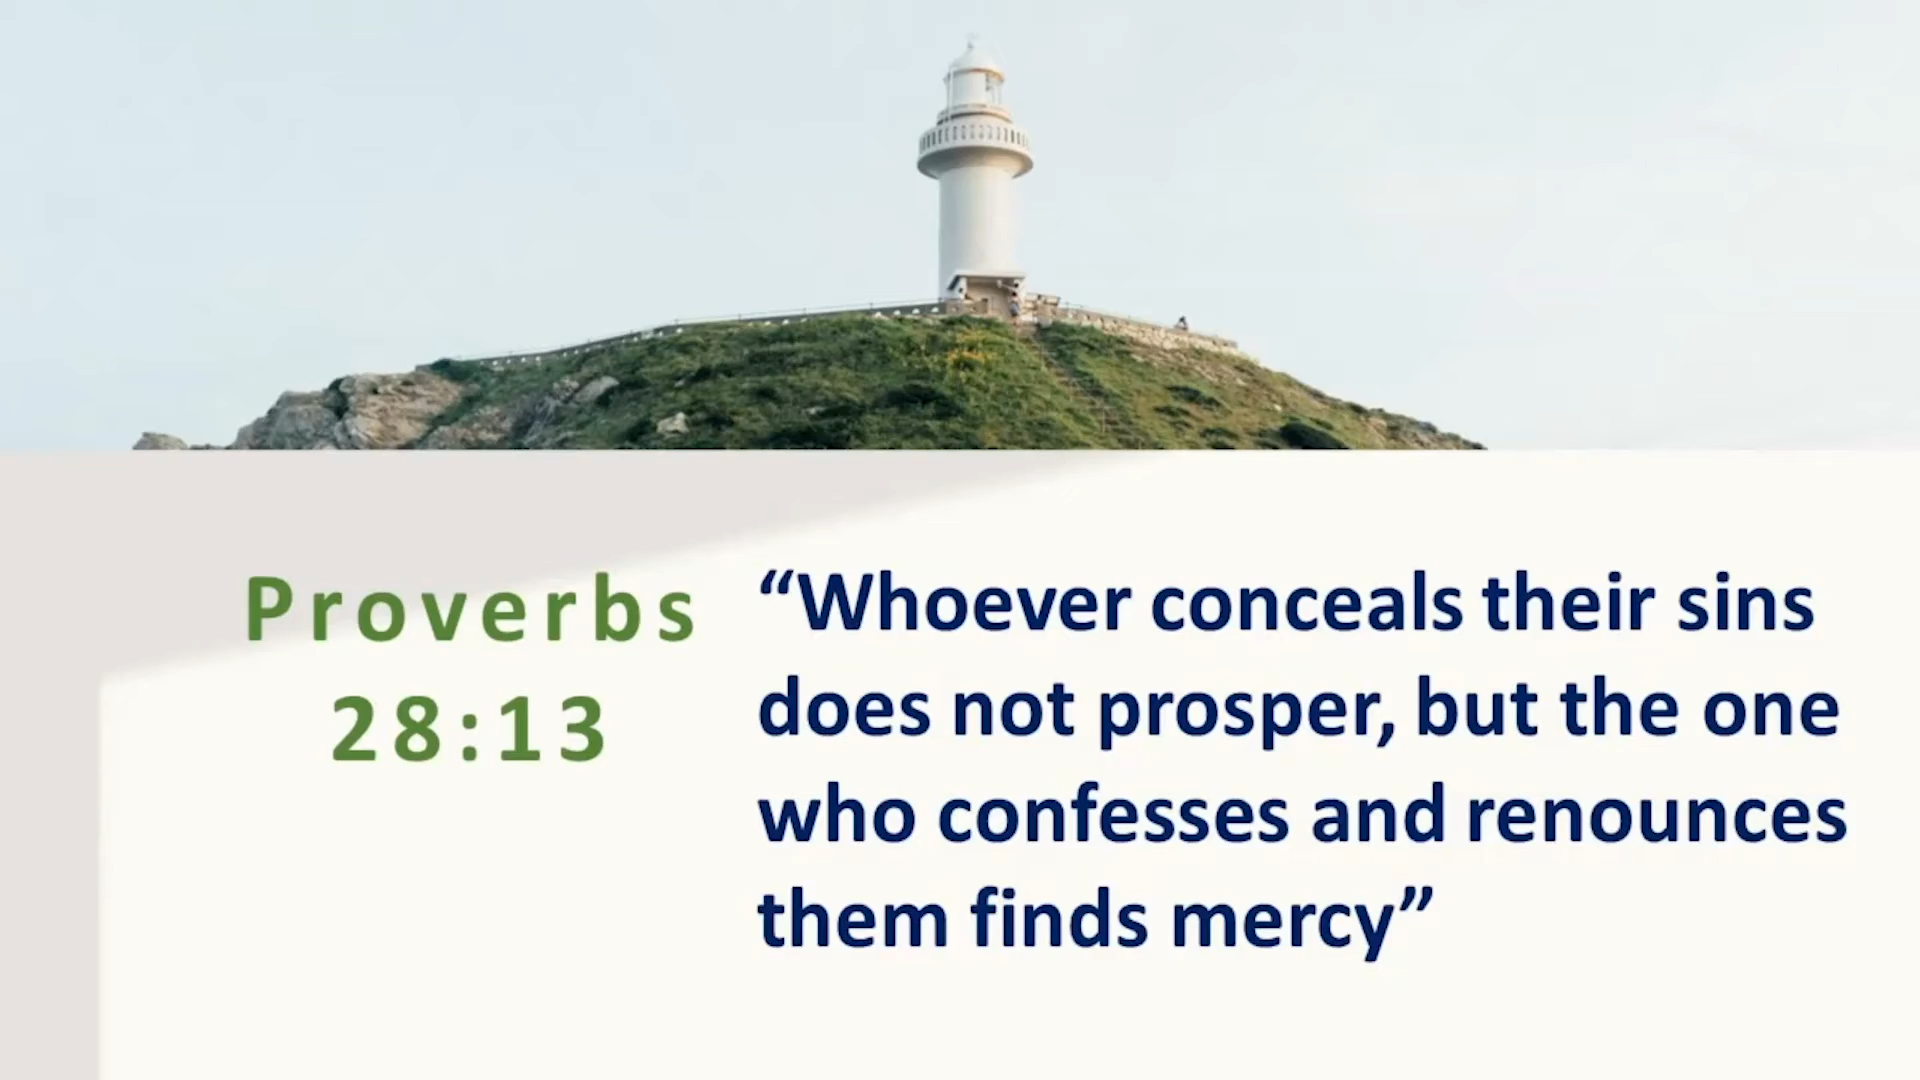 Proverbs
28:13
“Whoever conceals their sins
does not prosper, but the one
who confesses and renounces
them finds mercy”